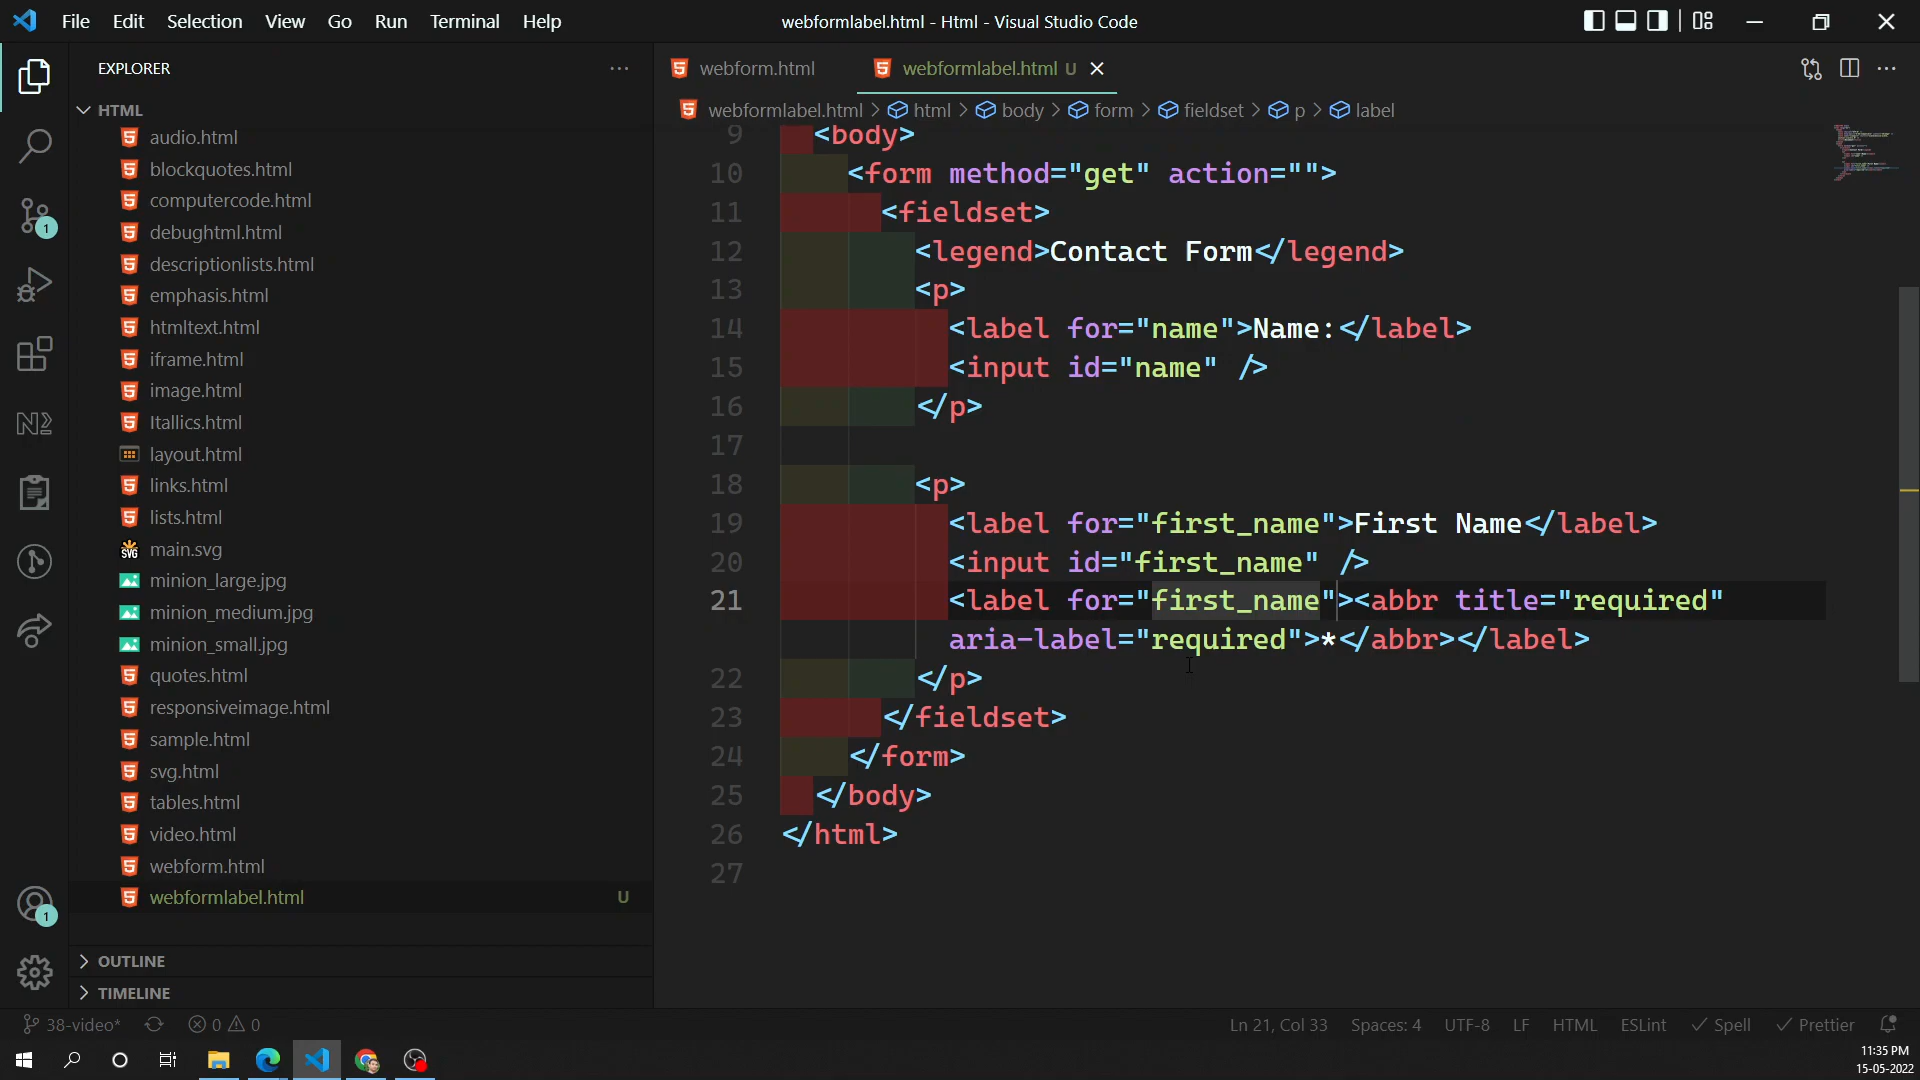 File Edit Selection View Go Run Terminal Help
webformlabel.html - Html - Visual Studio Code
EXPLORER
HTML
audio.html
blockquotes.html
computercode.html
debughtml.html
descriptionlists.html
emphasis.html
htmltext.html
iframe.html
image.html
Itallics.html
layout.html
links.html
lists.html
main.svg
minion_large.jpg
minion_medium.jpg
minion_small.jpg
quotes.html
responsiveimage.html
sample.html
svg.html
tables.html
video.html
webform.html
webformlabel.html U
OUTLINE
TIMELINE
1
1
webform.html webformlabel.html U
webformlabel.html > html > body > form > fieldset > p > label
9 <body>
10 <form method="get" action="">
11 <fieldset>
12 <legend>Contact Form</legend>
13 <p>
14 <label for="name">Name:</label>
15 <input id="name" />
16 </p>
17
18 <p>
19 <label for="first_name">First Name</label>
20 <input id="first_name" />
21 <label for="first_name"><abbr title="required"
aria-label="required">*</abbr></label>
22 </p>
23 </fieldset>
24 </form>
25 </body>
26 </html>
27
38-video* 0 0 Ln 21, Col 33 Spaces: 4 UTF-8 LF HTML ESLint Spell Prettier
11:35 PM
15-05-2022